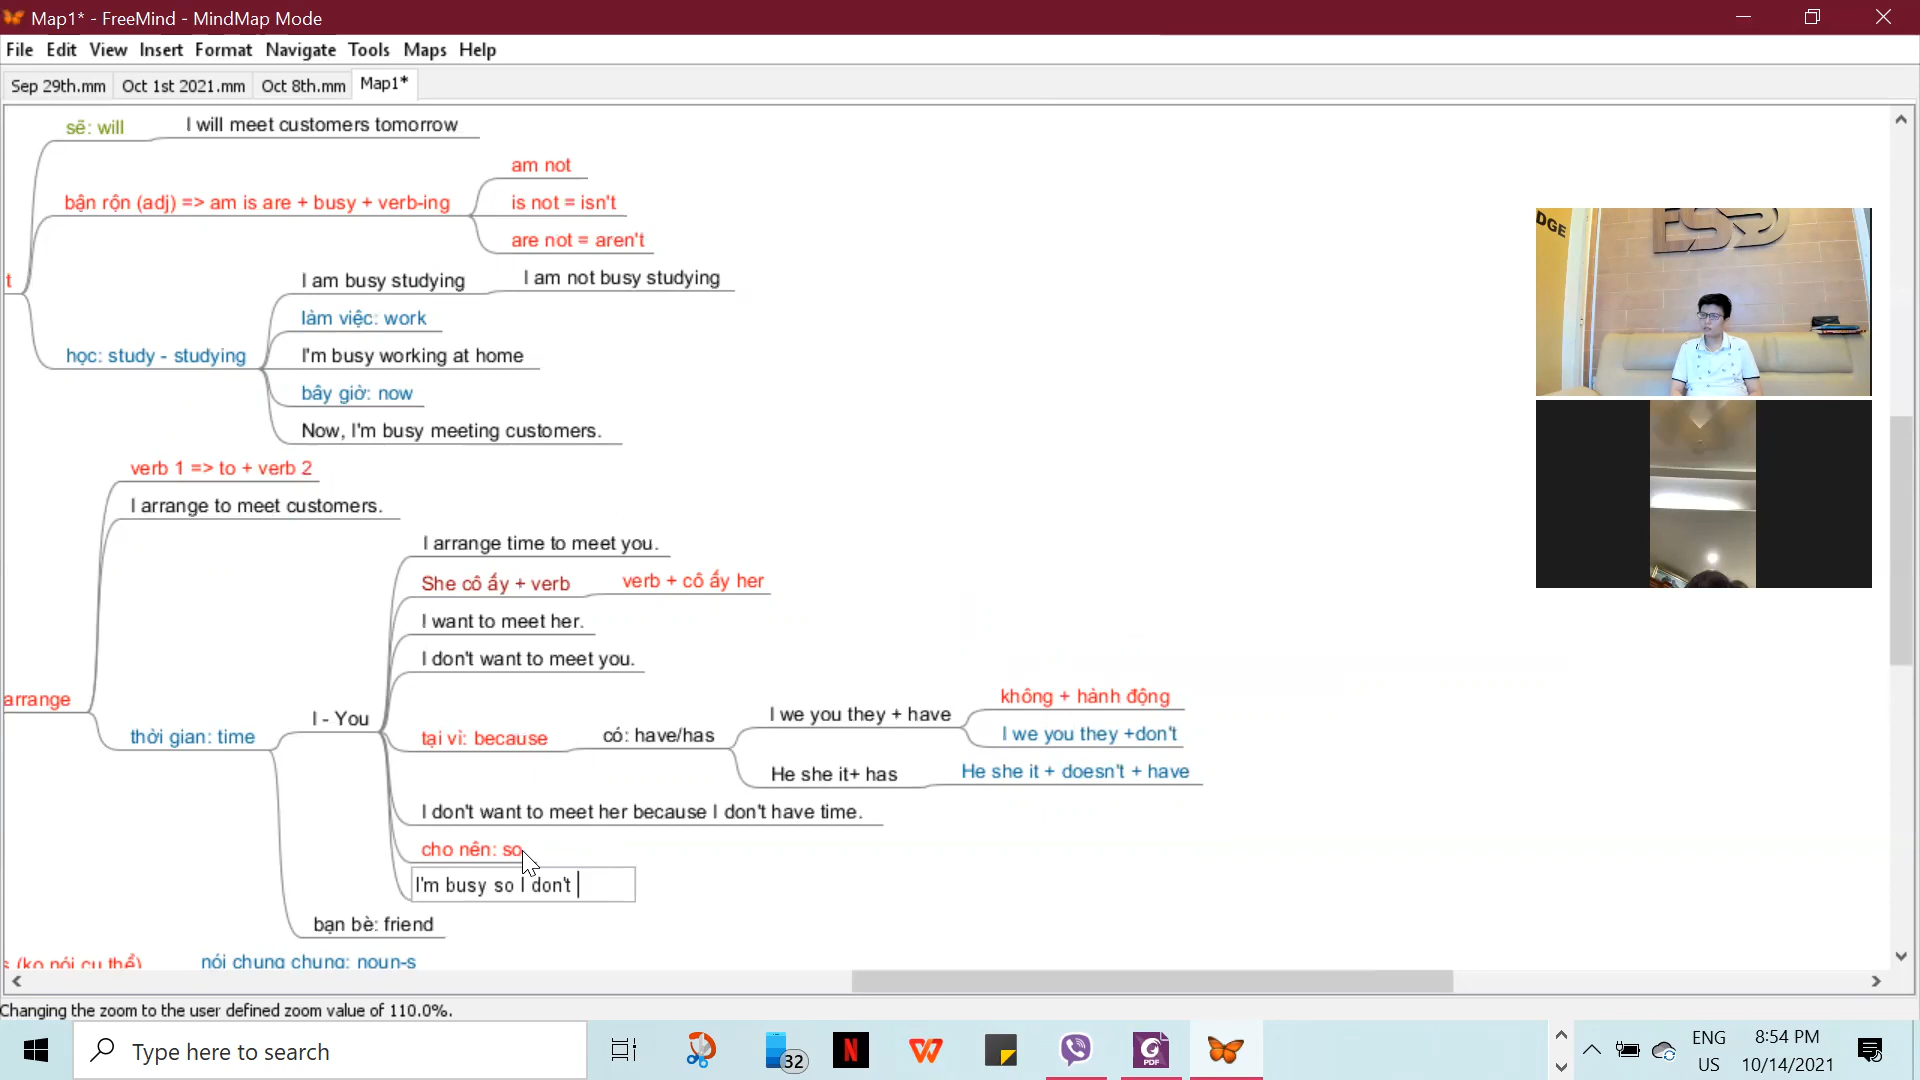 Map1* - FreeMind - MindMap Mode
File Edit View Insert Format Navigate Tools Maps Help
Sep 29th.mm Oct 1st 2021.mm Oct 8th.mm Map1*
sẽ: will I will meet customers tomorrow
am not
bận rộn (adj) => am is are + busy + verb-ing is not = isn't
are not = aren't
t
I am busy studying I am not busy studying
làm việc: work
học: study - studying I'm busy working at home
bây giờ: now
Now, I'm busy meeting customers.
verb 1 => to + verb 2
I arrange to meet customers.
I arrange time to meet you.
She cô ấy + verb verb + cô ấy her
I want to meet her.
I don't want to meet you.
arrange
thời gian: time
I - You
tại vì: because có: have/has
I we you they + have
không + hành động
I we you they +don't
He she it+ has He she it + doesn't + have
I don't want to meet her because I don't have time.
cho nên: so
I'm busy so I don't
bạn bè: friend
s (ko nói cụ thể) nói chung chung: noun-s
Changing the zoom to the user defined zoom value of 110.0%.
DGE
ESD
Type here to search
32
N
W
PDF
ENG
US
8:54 PM
10/14/2021